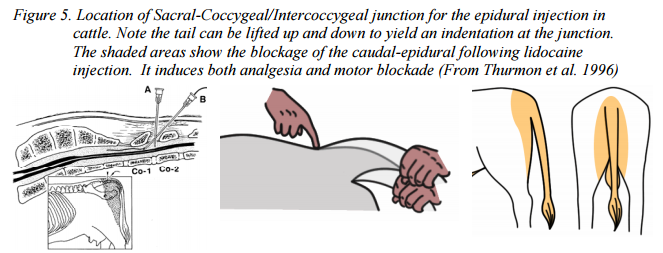 Figure 5. Location of Sacral-Coccygeal/Intercoccygeal junction for the epidural injection in
cattle. Note the tail can be lifted up and down to yield an indentation at the junction.
The shaded areas show the blockage of the caudal-epidural following lidocaine
injection. It induces both analgesia and motor blockade (From Thurmon et al. 1996)
A
B
Co-1 Co-2